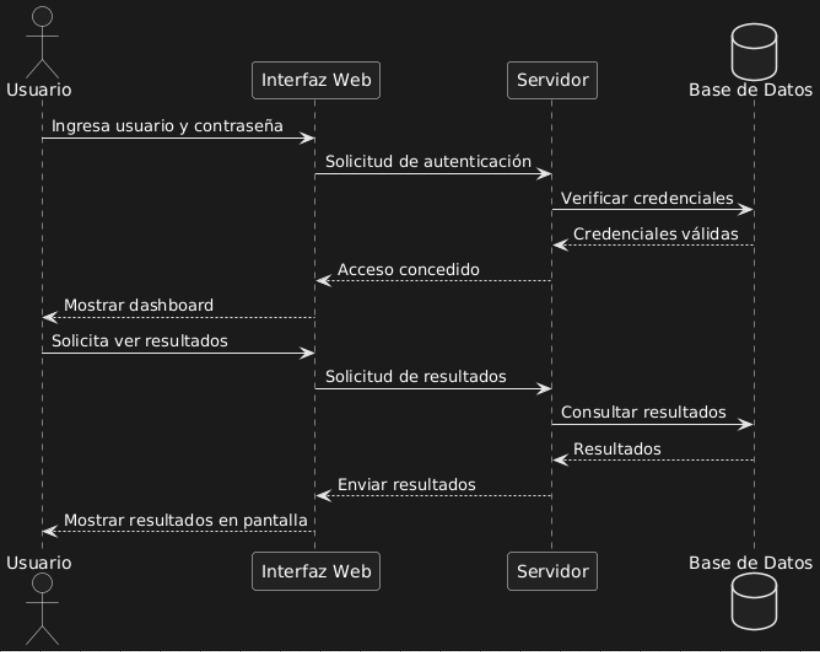 Usuario
Interfaz Web
Servidor
Base de Datos
Ingresa usuario y contraseña
Solicitud de autenticación
Verificar credenciales
Credenciales válidas
Acceso concedido
Mostrar dashboard
Solicita ver resultados
Solicitud de resultados
Consultar resultados
Resultados
Enviar resultados
Mostrar resultados en pantalla
Usuario
Interfaz Web
Servidor
Base de Datos